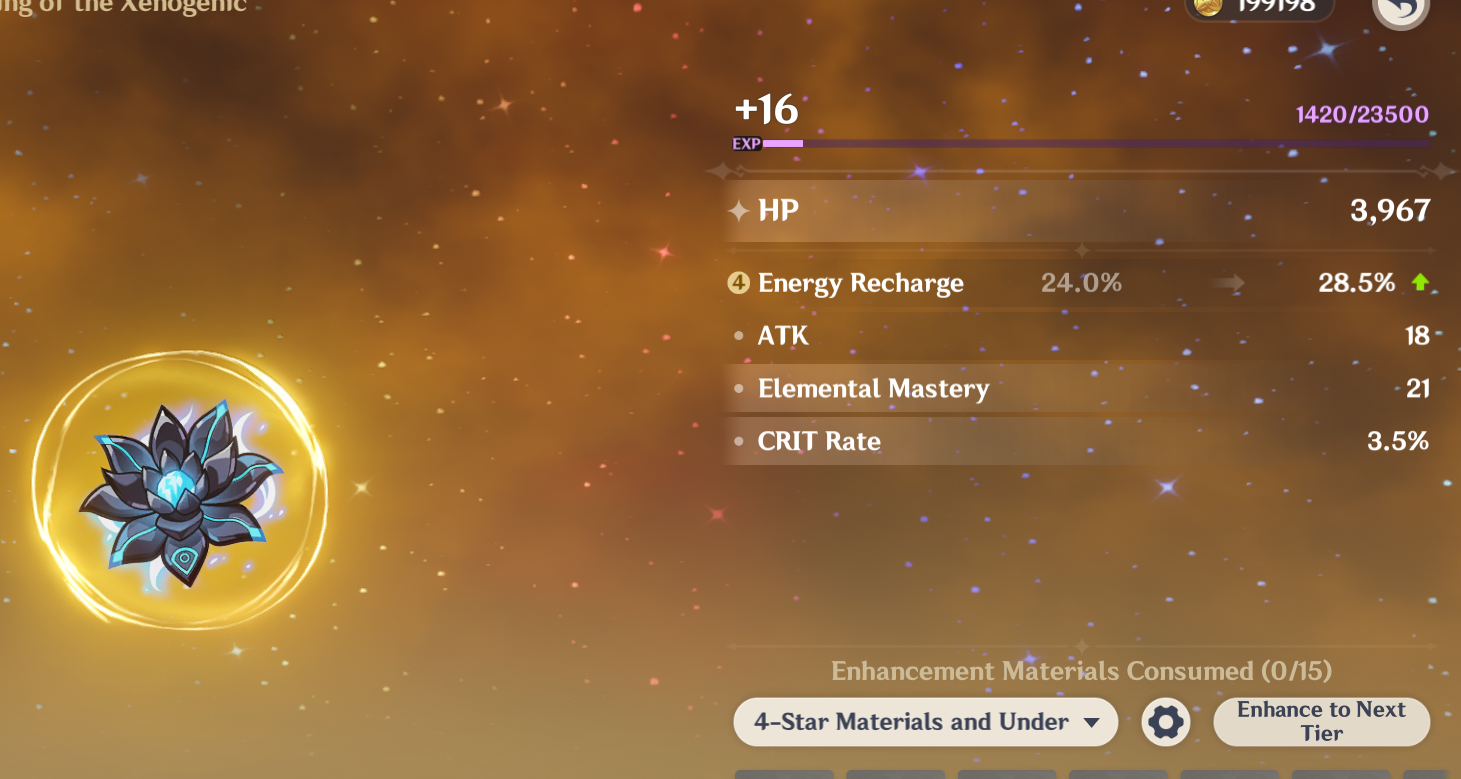 of the Xenogenic
199198
+16
1420/23500
EXP
HP 3,967
4 Energy Recharge 24.0% 28.5%
ATK 18
Elemental Mastery 21
CRIT Rate 3.5%
Enhancement Materials Consumed (0/15)
4-Star Materials and Under
Enhance to Next
Tier